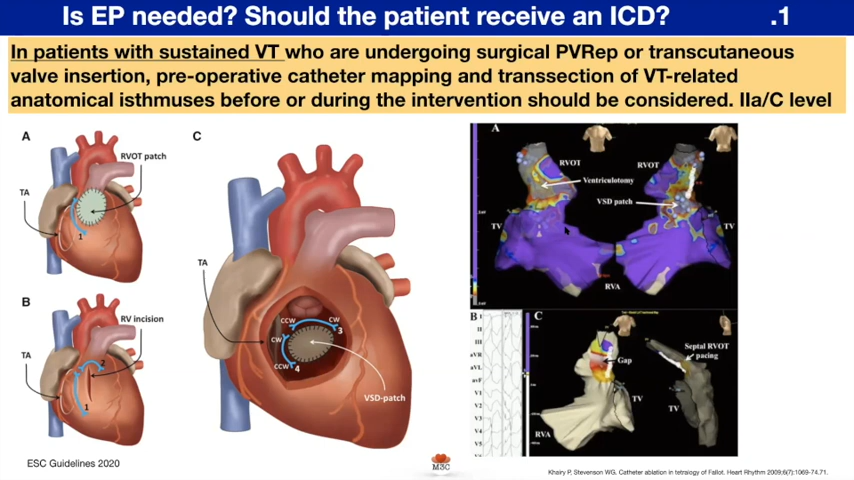 Is EP needed? Should the patient receive an ICD? .1
In patients with sustained VT who are undergoing surgical PVRep or transcutaneous
valve insertion, pre-operative catheter mapping and transsection of VT-related
anatomical isthmuses before or during the intervention should be considered. IIa/C level
A
RVOT patch
TA
1
B
RV incision
TA
2
1
C
TA
CCW
CW
3
CW
CCW
4
VSD-patch
A
RVOT
RVOT
Ventriculotomy
VSD patch
TV
TV
RVA
B
I
II
III
aVR
aVL
avF
V1
V2
V3
V4
V5
V6
C
Gap
Septal RVOT
pacing
TV
TV
RVA
ESC Guidelines 2020
M3C
Khairy P, Stevenson WG. Catheter ablation in tetralogy of Fallot. Heart Rhythm 2009;6(7):1069-74.71.